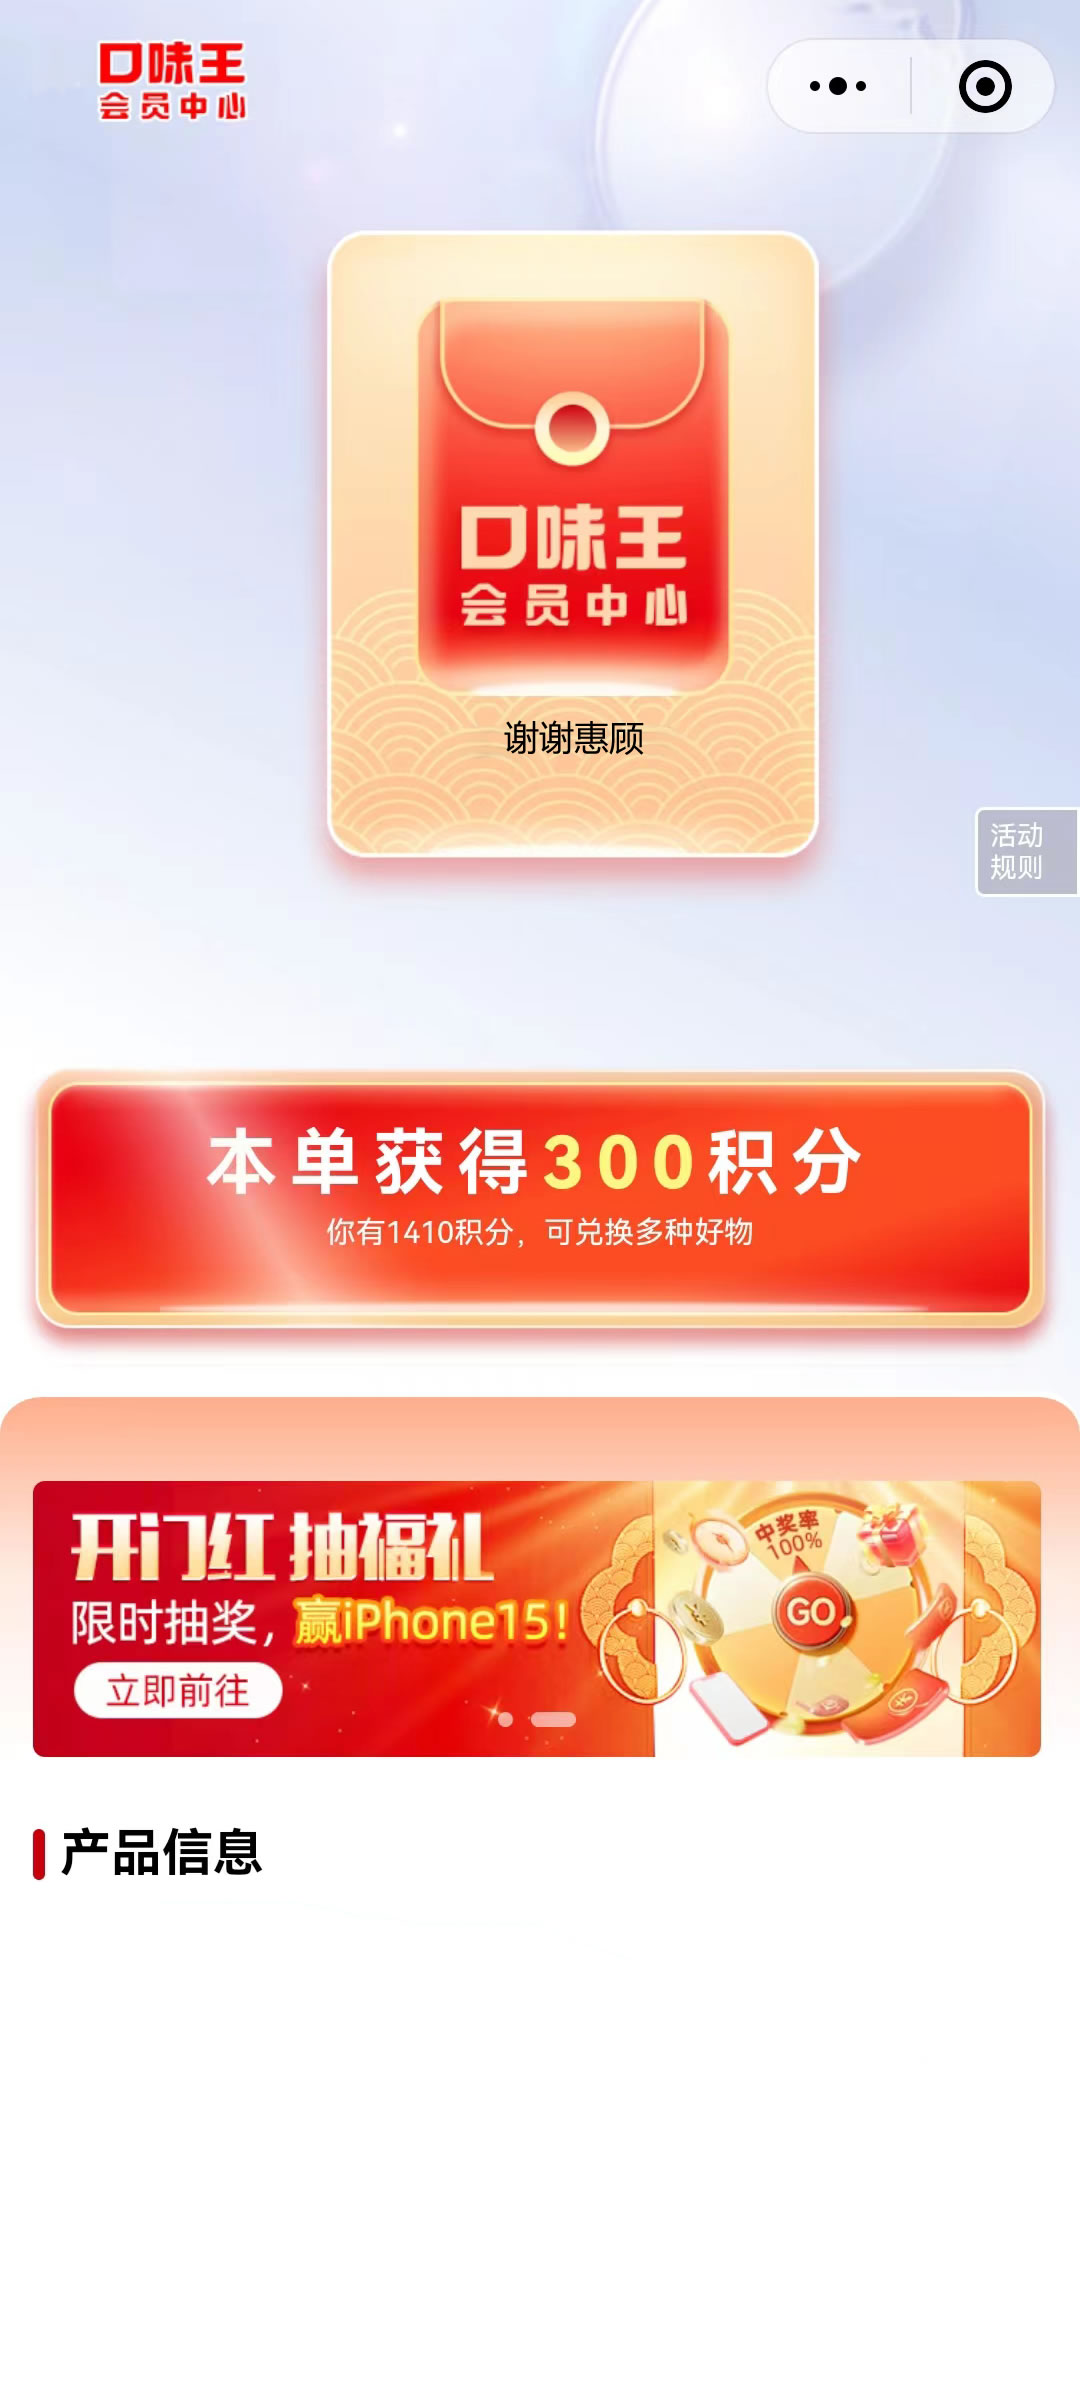 口味王
会员中心
口味王
会员中心
谢谢惠顾
活动
规则
本单获得300积分
你有1410积分，可兑换多种好物
开门红 抽福礼
限时抽奖，赢iPhone15！
立即前往
中奖率
100%
GO
产品信息